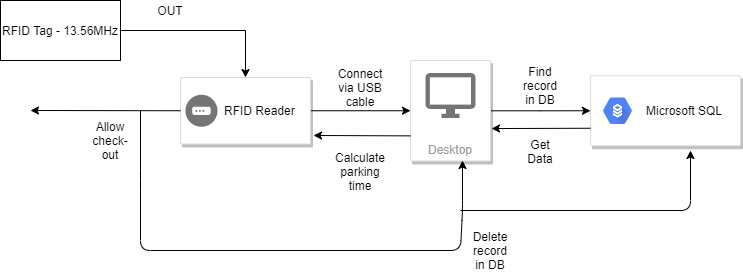 OUT
RFID Tag - 13.56MHz
Connect
via USB
cable
Find
record
in DB
RFID Reader
Microsoft SQL
Allow
check-
out
Desktop
Calculate
parking
time
Get
Data
Delete
record
in DB